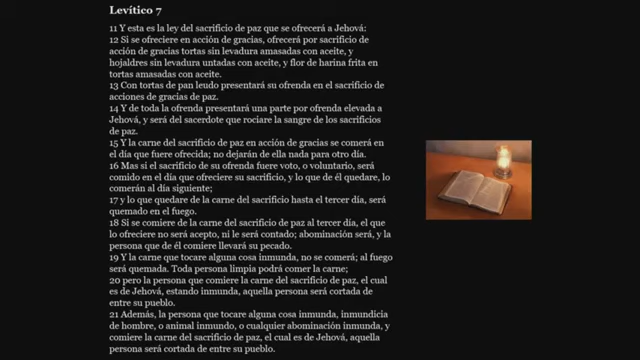 Levítico 7
11 Y esta es la ley del sacrificio de paz que se ofrecerá a Jehová:
12 Si se ofreciere en acción de gracias, ofrecerá por sacrificio de
acción de gracias tortas sin levadura amasadas con aceite, y
hojaldres sin levadura untadas con aceite, y flor de harina frita en
tortas amasadas con aceite.
13 Con tortas de pan leudo presentará su ofrenda en el sacrificio de
acciones de gracias de paz.
14 Y de toda la ofrenda presentará una parte por ofrenda elevada a
Jehová, y será del sacerdote que rociare la sangre de los sacrificios
de paz.
15 Y la carne del sacrificio de paz en acción de gracias se comerá en
el día que fuere ofrecida; no dejarán de ella nada para otro día.
16 Mas si el sacrificio de su ofrenda fuere voto, o voluntario, será
comido en el día que ofreciere su sacrificio, y lo que de él quedare, lo
comerán al día siguiente;
17 y lo que quedare de la carne del sacrificio hasta el tercer día, será
quemado en el fuego.
18 Si se comiere de la carne del sacrificio de paz al tercer día, el que
lo ofreciere no será acepto, ni le será contado; abominación será, y la
persona que de él comiere llevará su pecado.
19 Y la carne que tocare alguna cosa inmunda, no se comerá; al fuego
será quemada. Toda persona limpia podrá comer la carne;
20 pero la persona que comiere la carne del sacrificio de paz, el cual
es de Jehová, estando inmunda, aquella persona será cortada de
entre su pueblo.
21 Además, la persona que tocare alguna cosa inmunda, inmundicia
de hombre, o animal inmundo, o cualquier abominación inmunda, y
comiere la carne del sacrificio de paz, el cual es de Jehová, aquella
persona será cortada de entre su pueblo.